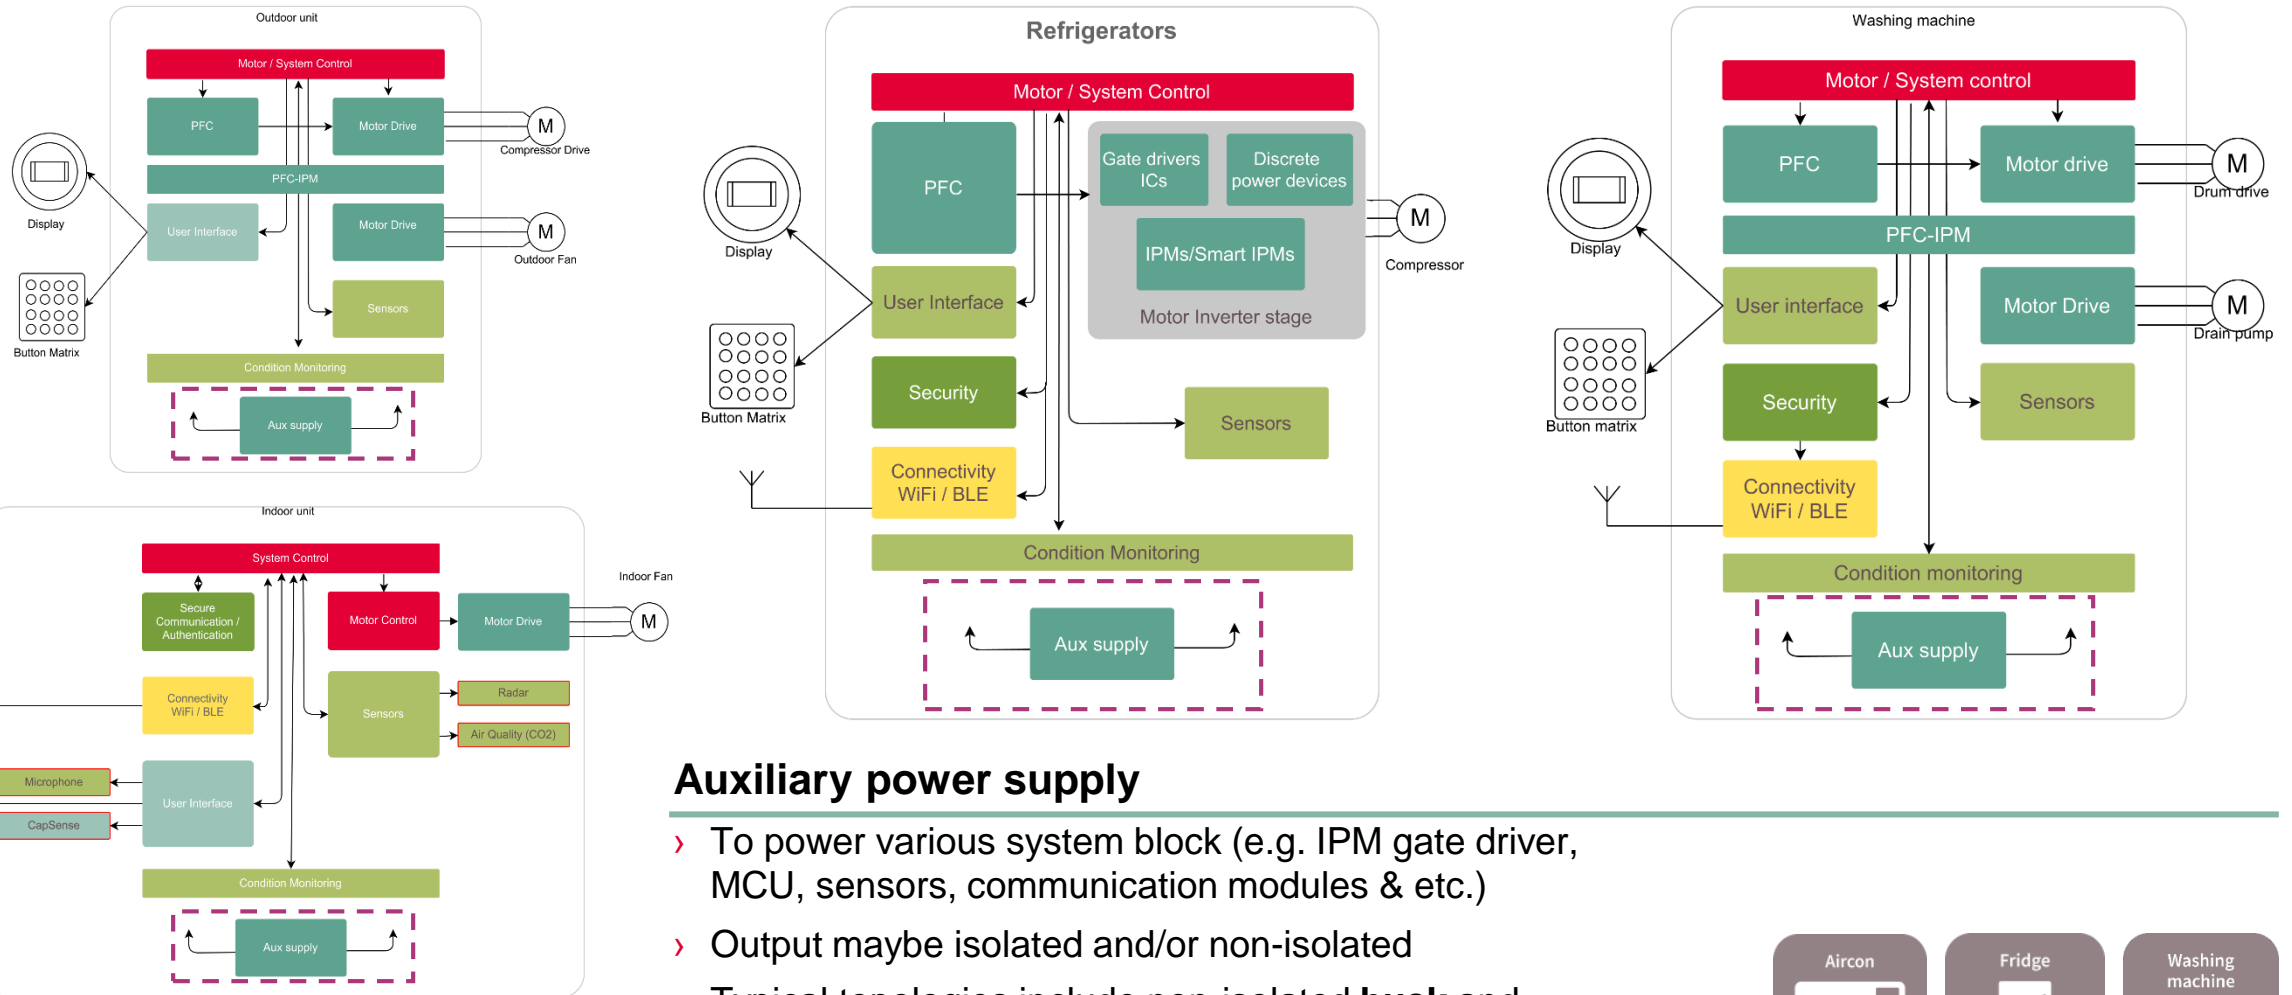 Outdoor unit
Motor / System Control
PFC
Motor Drive
M
Compressor Drive
PFC-IPM
Display
User Interface
Motor Drive
M
Outdoor Fan
Button Matrix
Sensors
Condition Monitoring
Aux supply
Indoor unit
System Control
Secure
Communication /
Authentication
Motor Control
Motor Drive
Indoor Fan
M
Connectivity
WiFi / BLE
Sensors
Radar
Air Quality (CO2)
Microphone
User Interface
CapSense
Condition Monitoring
Aux supply
Refrigerators
Motor / System Control
PFC
Gate drivers
ICs
Discrete
power devices
IPMs/Smart IPMs
Motor Inverter stage
M
Compressor
Display
User Interface
Button Matrix
Security
Sensors
Connectivity
WiFi / BLE
Condition Monitoring
Aux supply
Washing machine
Motor / System control
PFC
Motor drive
M
Drum drive
PFC-IPM
Display
User interface
Motor Drive
M
Drain pump
Button matrix
Security
Sensors
Connectivity
WiFi / BLE
Condition monitoring
Aux supply
Auxiliary power supply
› To power various system block (e.g. IPM gate driver,
MCU, sensors, communication modules & etc.)
› Output maybe isolated and/or non-isolated
Typical topologies include non-isolated buck and
Aircon
Fridge
Washing
machine